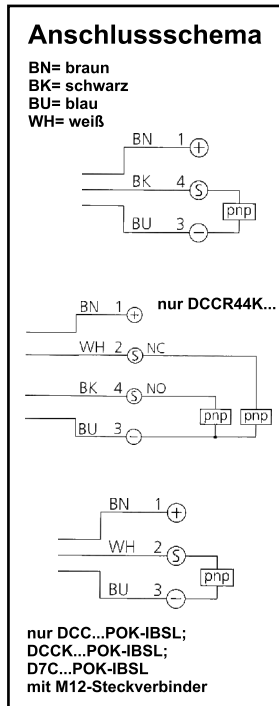 Anschlussschema
BN= braun
BK= schwarz
BU= blau
WH= weiß
BN 1 +
BK 4 S
pnp
BU 3 −
nur DCCR44K...
BN 1 +
WH 2 S NC
BK 4 S NO
pnp pnp
BU 3 −
BN 1 +
WH 2 S
pnp
BU 3 −
nur DCC...POK-IBSL;
DCCK...POK-IBSL;
D7C...POK-IBSL
mit M12-Steckverbinder